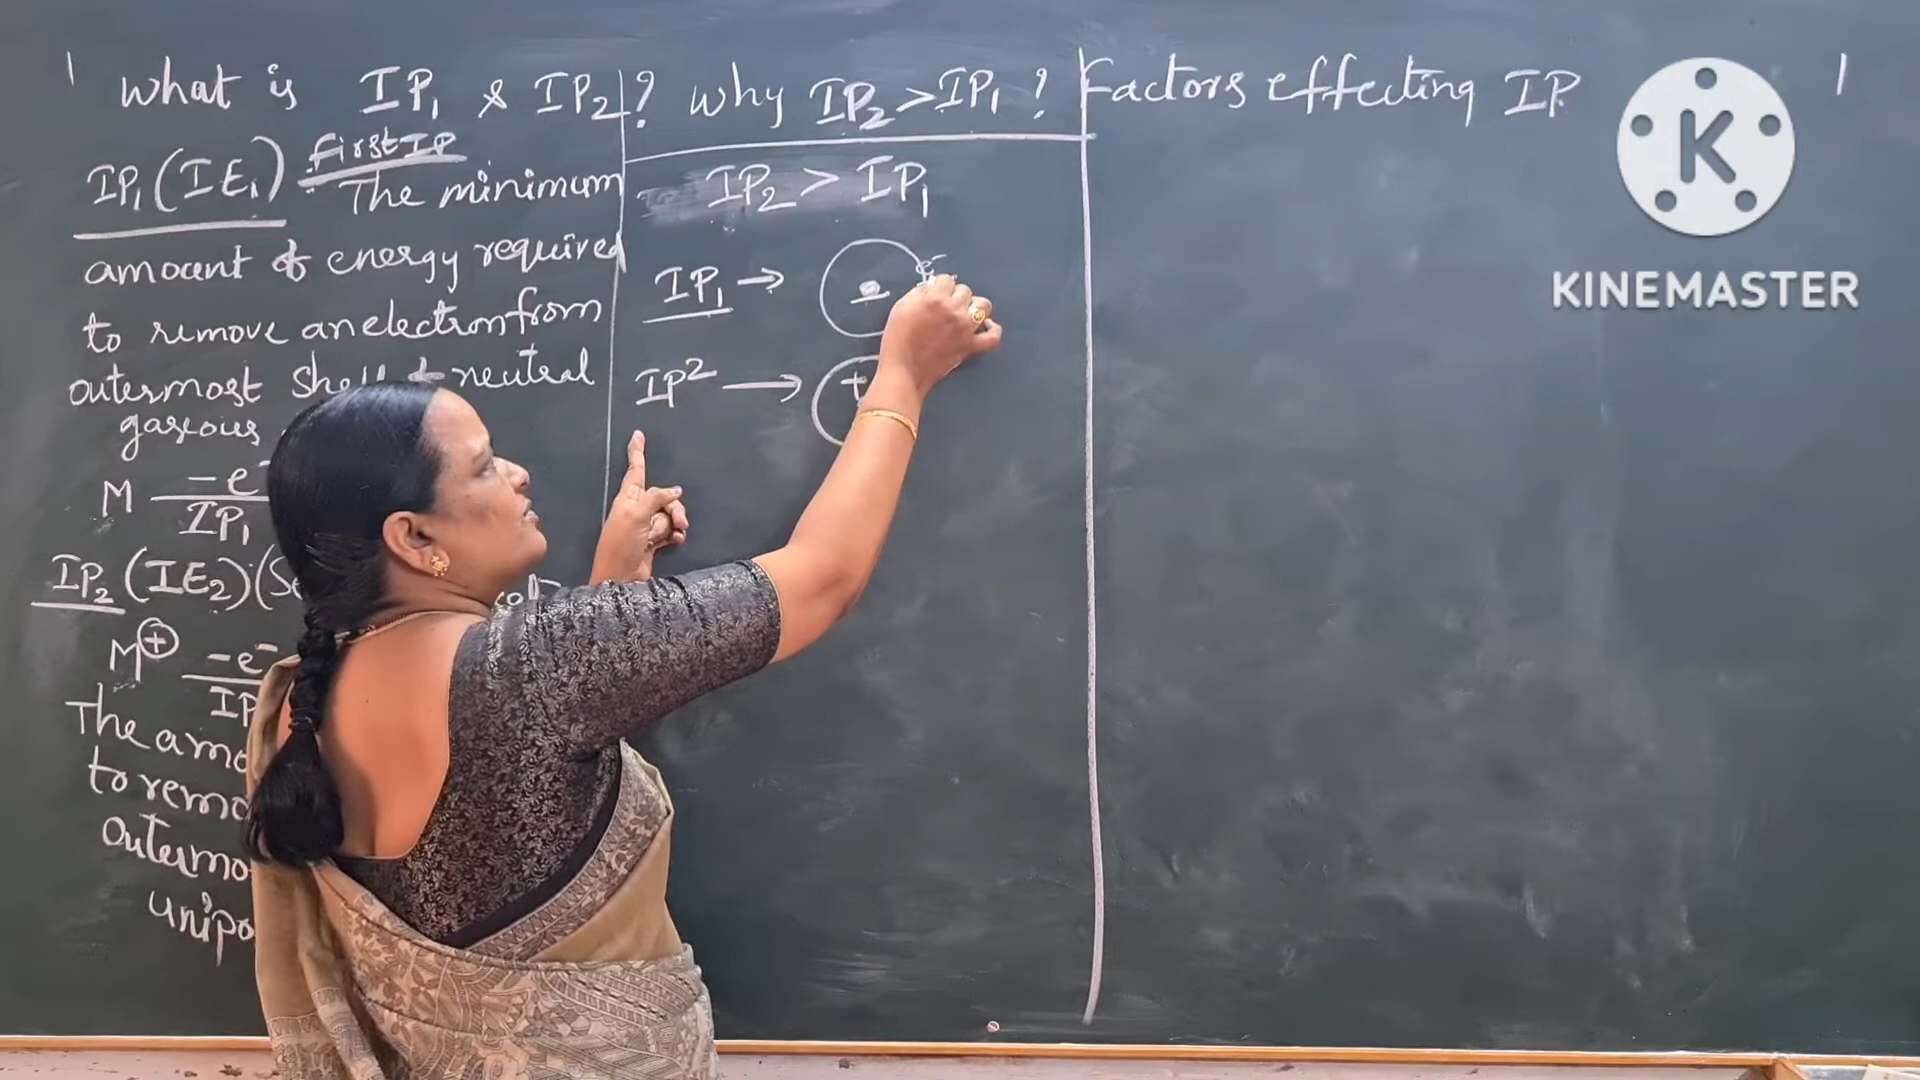 What is IP₁ & IP₂ ? Why IP₂ > IP₁ ? Factors effecting IP
IP₁ (IE₁) First IP
The minimum
amount of energy required
to remove an electron from
outermost shell of neutral
gaseous
M -e⁻
IP₁
IP₂ (IE₂) (Se
M⁺ -e⁻
IP
The amo
to remo
outermo
unipo
IP₂ > IP₁
IP₁ → e⁻
IP² → +
K
KINEMASTER